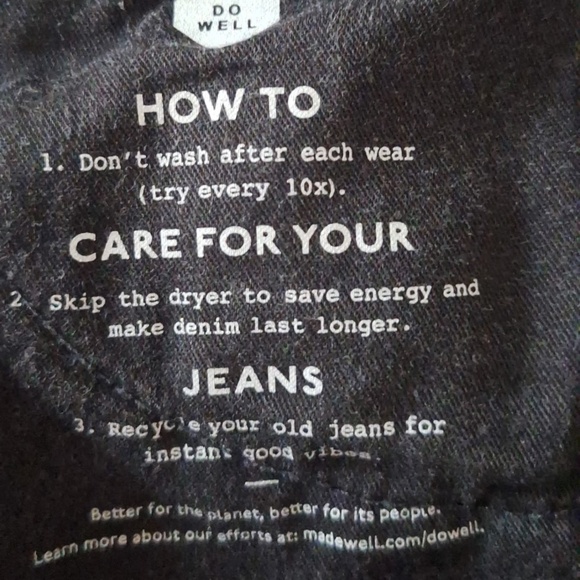 DO
WELL
HOW TO
1. Don't wash after each wear
(try every 10x).
CARE FOR YOUR
2. Skip the dryer to save energy and
make denim last longer.
JEANS
3. Recycle your old jeans for
instant good vibes.
Better for the planet, better for its people.
Learn more about our efforts at: madewell.com/dowell.